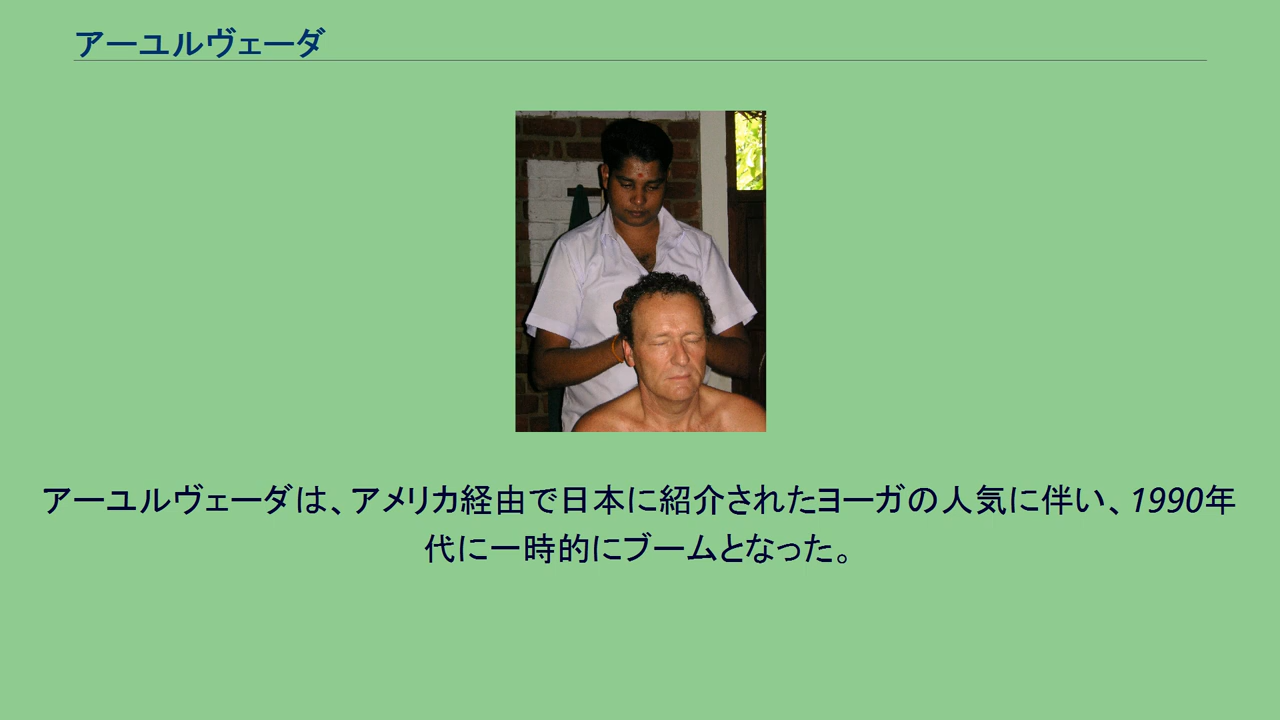 アーユルヴェーダ
アーユルヴェーダは、アメリカ経由で日本に紹介されたヨーガの人気に伴い、1990年
代に一時的にブームとなった。